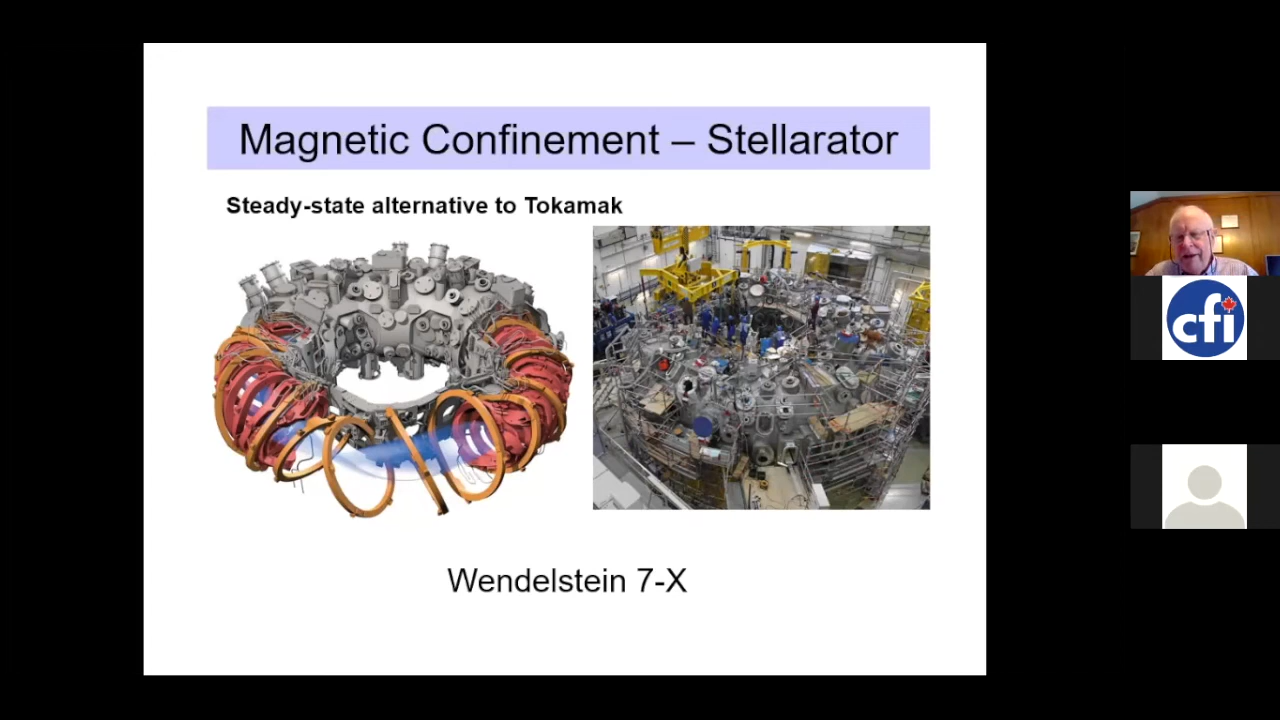 Magnetic Confinement – Stellarator
Steady-state alternative to Tokamak
Wendelstein 7-X
cfi